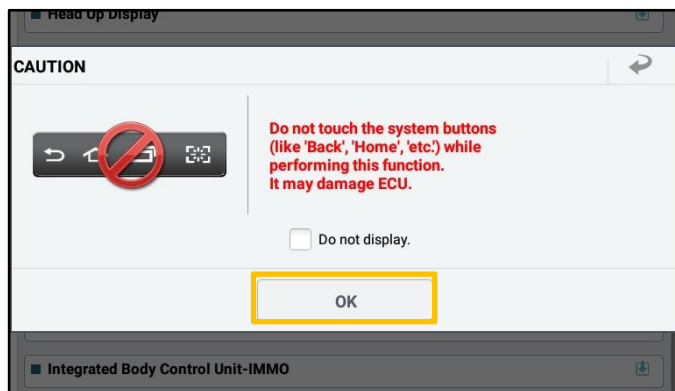 Head Up Display
CAUTION
Do not touch the system buttons
(like 'Back', 'Home', 'etc.') while
performing this function.
It may damage ECU.
Do not display.
OK
Integrated Body Control Unit-IMMO